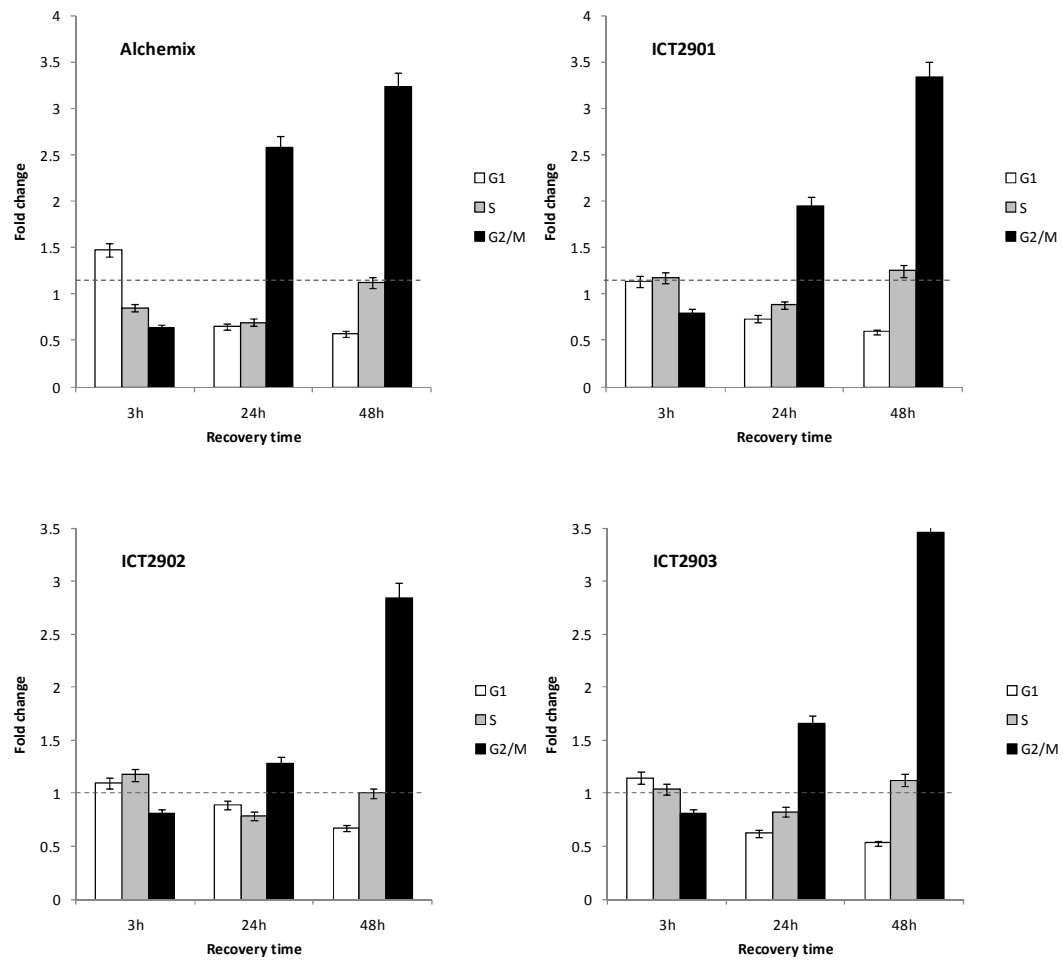 Alchemix
Fold change
4
3.5
3
2.5
2
1.5
1
0.5
0
3h 24h 48h
Recovery time
G1
S
G2/M
ICT2901
Fold change
4
3.5
3
2.5
2
1.5
1
0.5
0
3h 24h 48h
Recovery time
G1
S
G2/M
ICT2902
Fold change
3.5
3
2.5
2
1.5
1
0.5
0
3h 24h 48h
Recovery time
G1
S
G2/M
ICT2903
Fold change
3.5
3
2.5
2
1.5
1
0.5
0
3h 24h 48h
Recovery time
G1
S
G2/M